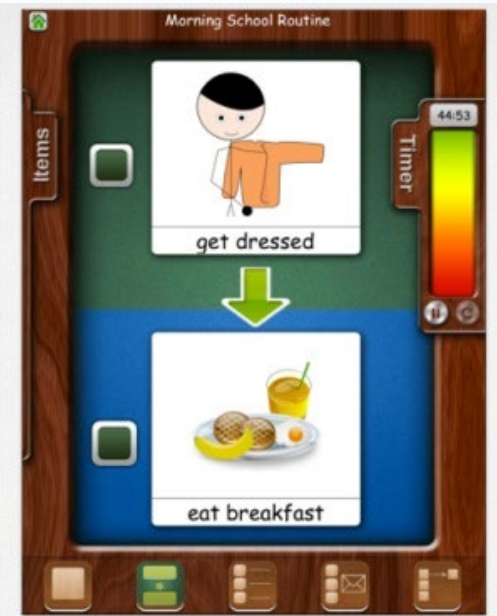 Morning School Routine
Items
44:53
Timer
get dressed
eat breakfast